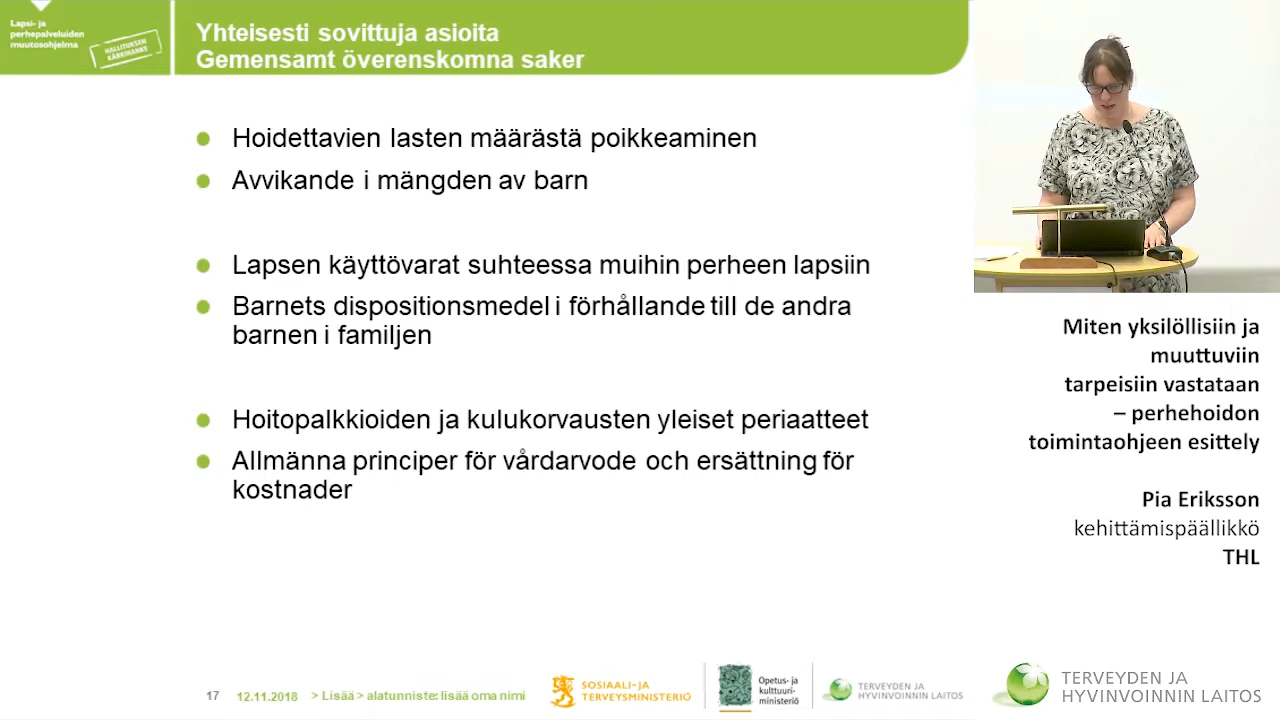 Lapsi- ja
perhepalveluiden
muutosohjelma
HALLITUKSEN
KÄRKIHANKE
Yhteisesti sovittuja asioita
Gemensamt överenskomna saker
Hoidettavien lasten määrästä poikkeaminen
Avvikande i mängden av barn
Lapsen käyttövarat suhteessa muihin perheen lapsiin
Barnets dispositionsmedel i förhållande till de andra
barnen i familjen
Hoitopalkkioiden ja kulukorvausten yleiset periaatteet
Allmänna principer för vårdarvode och ersättning för
kostnader
17 12.11.2018 > Lisää > alatunniste: lisää oma nimi
SOSIAALI- JA
TERVEYSMINISTERIÖ
Opetus- ja
kulttuuri-
ministeriö
TERVEYDEN JA
HYVINVOINNIN LAITOS
Miten yksilöllisiin ja
muuttuviin
tarpeisiin vastataan
– perhehoidon
toimintaohjeen esittely
Pia Eriksson
kehittämispäällikkö
THL
TERVEYDEN JA
HYVINVOINNIN LAITOS